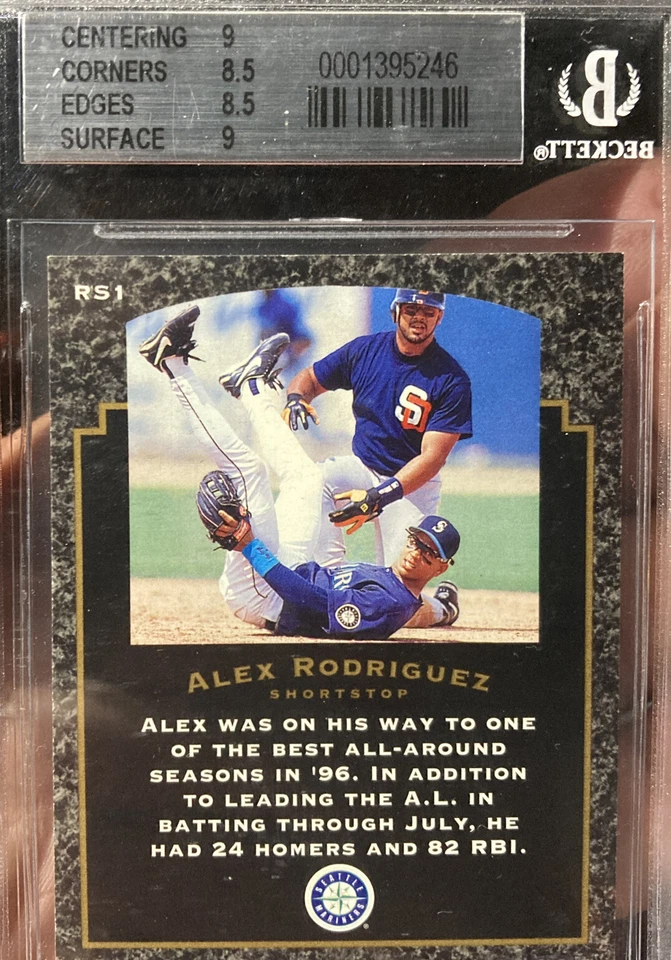 CENTERING 9
CORNERS 8.5
EDGES 8.5
SURFACE 9
0001395246
B
BECKETT®
RS1
SD
S
ALEX RODRIGUEZ
SHORTSTOP
ALEX WAS ON HIS WAY TO ONE
OF THE BEST ALL-AROUND
SEASONS IN '96. IN ADDITION
TO LEADING THE A.L. IN
BATTING THROUGH JULY, HE
HAD 24 HOMERS AND 82 RBI.
SEATTLE
MARINERS